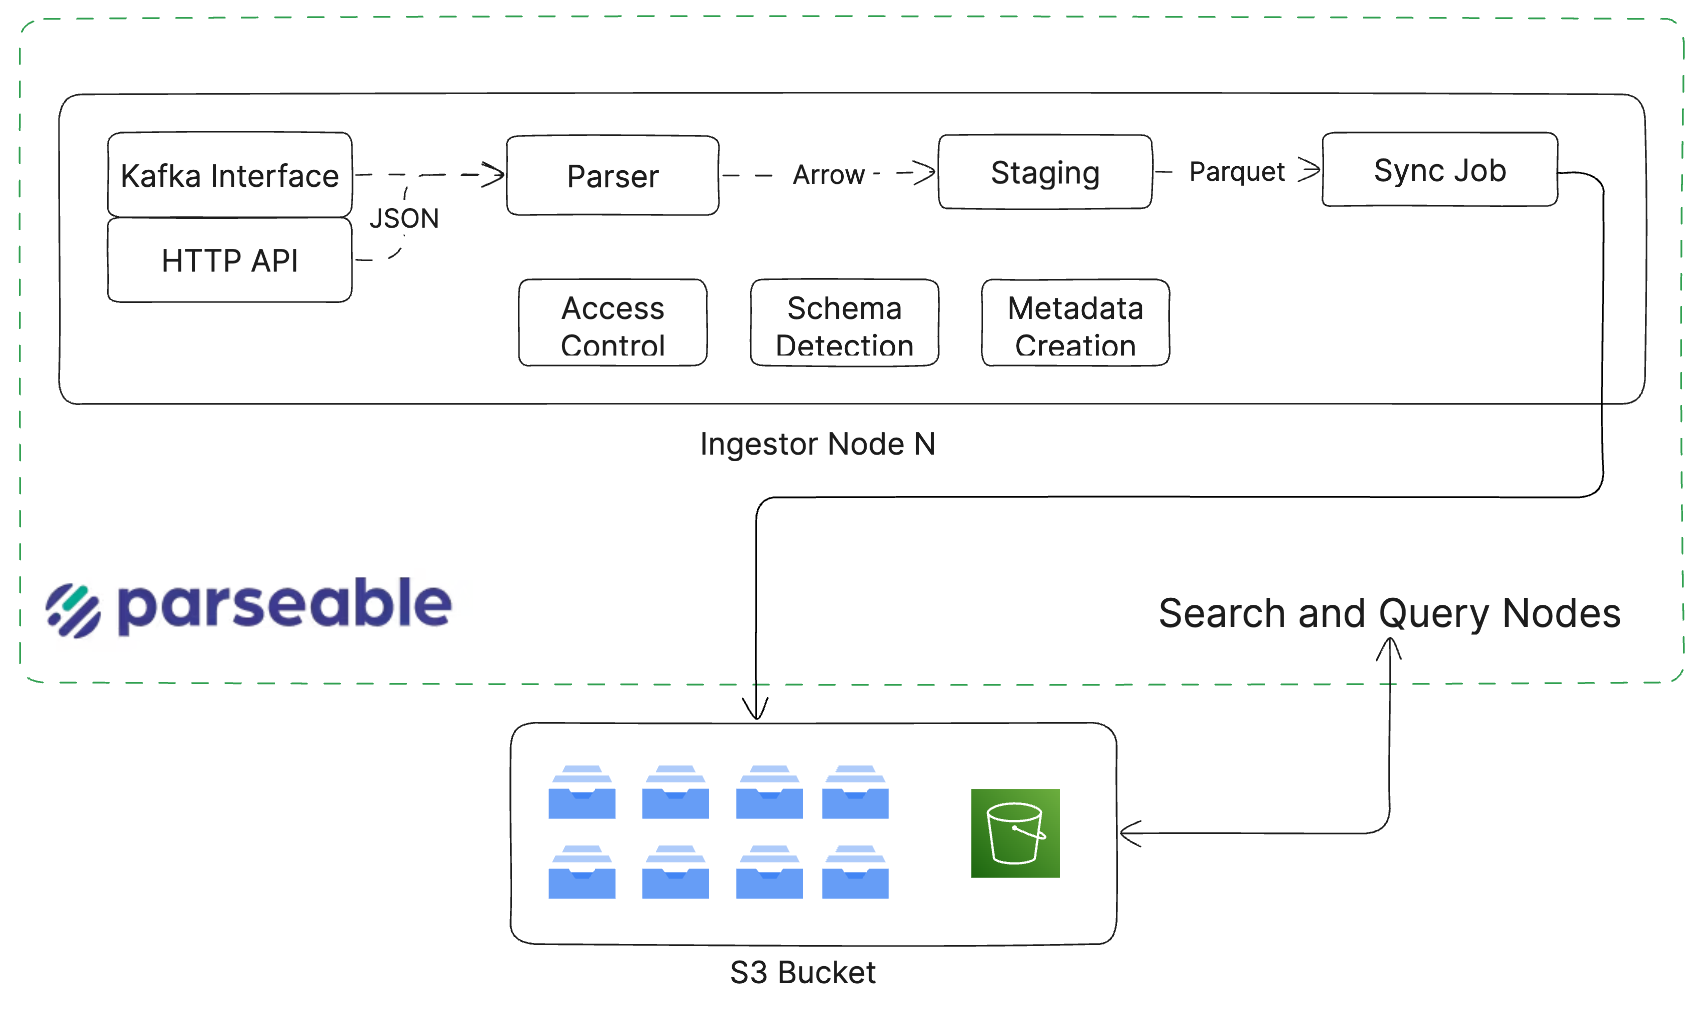 Kafka Interface
JSON
HTTP API
Parser
Arrow
Staging
Parquet
Sync Job
Access
Control
Schema
Detection
Metadata
Creation
Ingestor Node N
parseable
Search and Query Nodes
S3 Bucket